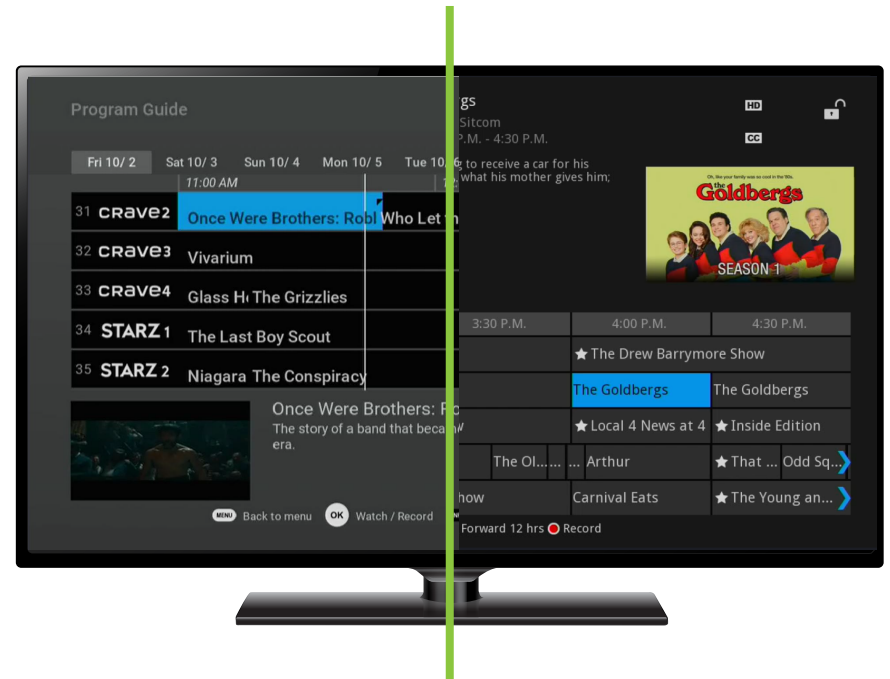 Program Guide
Fri 10/ 2 Sat 10/ 3 Sun 10/ 4 Mon 10/ 5 Tue 10/
11:00 AM
31 CRAVE2 Once Were Brothers: Robl Who Let
32 CRAVE3 Vivarium
33 CRAVE4 Glass The Grizzlies
34 STARZ 1 The Last Boy Scout
35 STARZ 2 Niagara The Conspiracy
Once Were Brothers:
The story of a band that
era.
MENU Back to menu OK Watch / Record
gs
Sitcom
P.M. - 4:30 P.M.
to receive a car for his
what his mother gives him;
HD
CC
Oh, like your family was so cool in the '80s.
the Goldbergs
SEASON 1
3:30 P.M. 4:00 P.M. 4:30 P.M.
★ The Drew Barrymore Show
The Goldbergs The Goldbergs
★ Local 4 News at 4 ★ Inside Edition
The Ol... ... ... Arthur ★ That ... Odd Sq...
how Carnival Eats ★ The Young an...
Forward 12 hrs Record